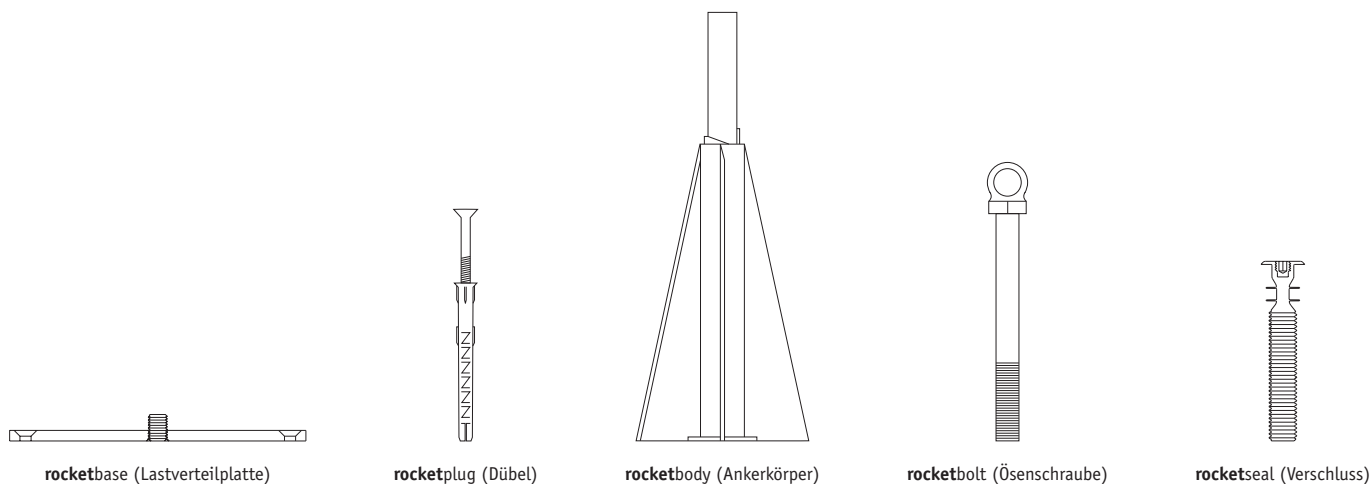 rocketbase (Lastverteilplatte)
rocketplug (Dübel)
rocketbody (Ankerkörper)
rocketbolt (Ösenschraube)
rocketseal (Verschluss)